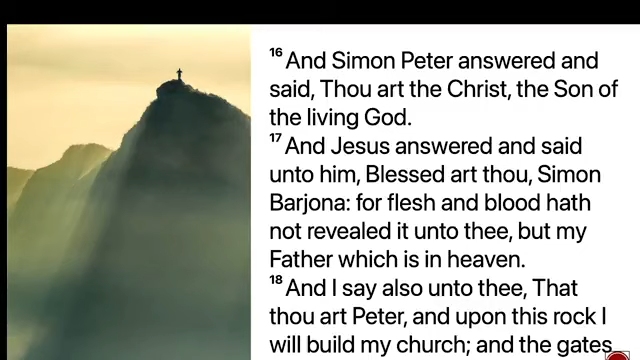 16 And Simon Peter answered and
said, Thou art the Christ, the Son of
the living God.
17 And Jesus answered and said
unto him, Blessed art thou, Simon
Barjona: for flesh and blood hath
not revealed it unto thee, but my
Father which is in heaven.
18 And I say also unto thee, That
thou art Peter, and upon this rock I
will build my church; and the gates